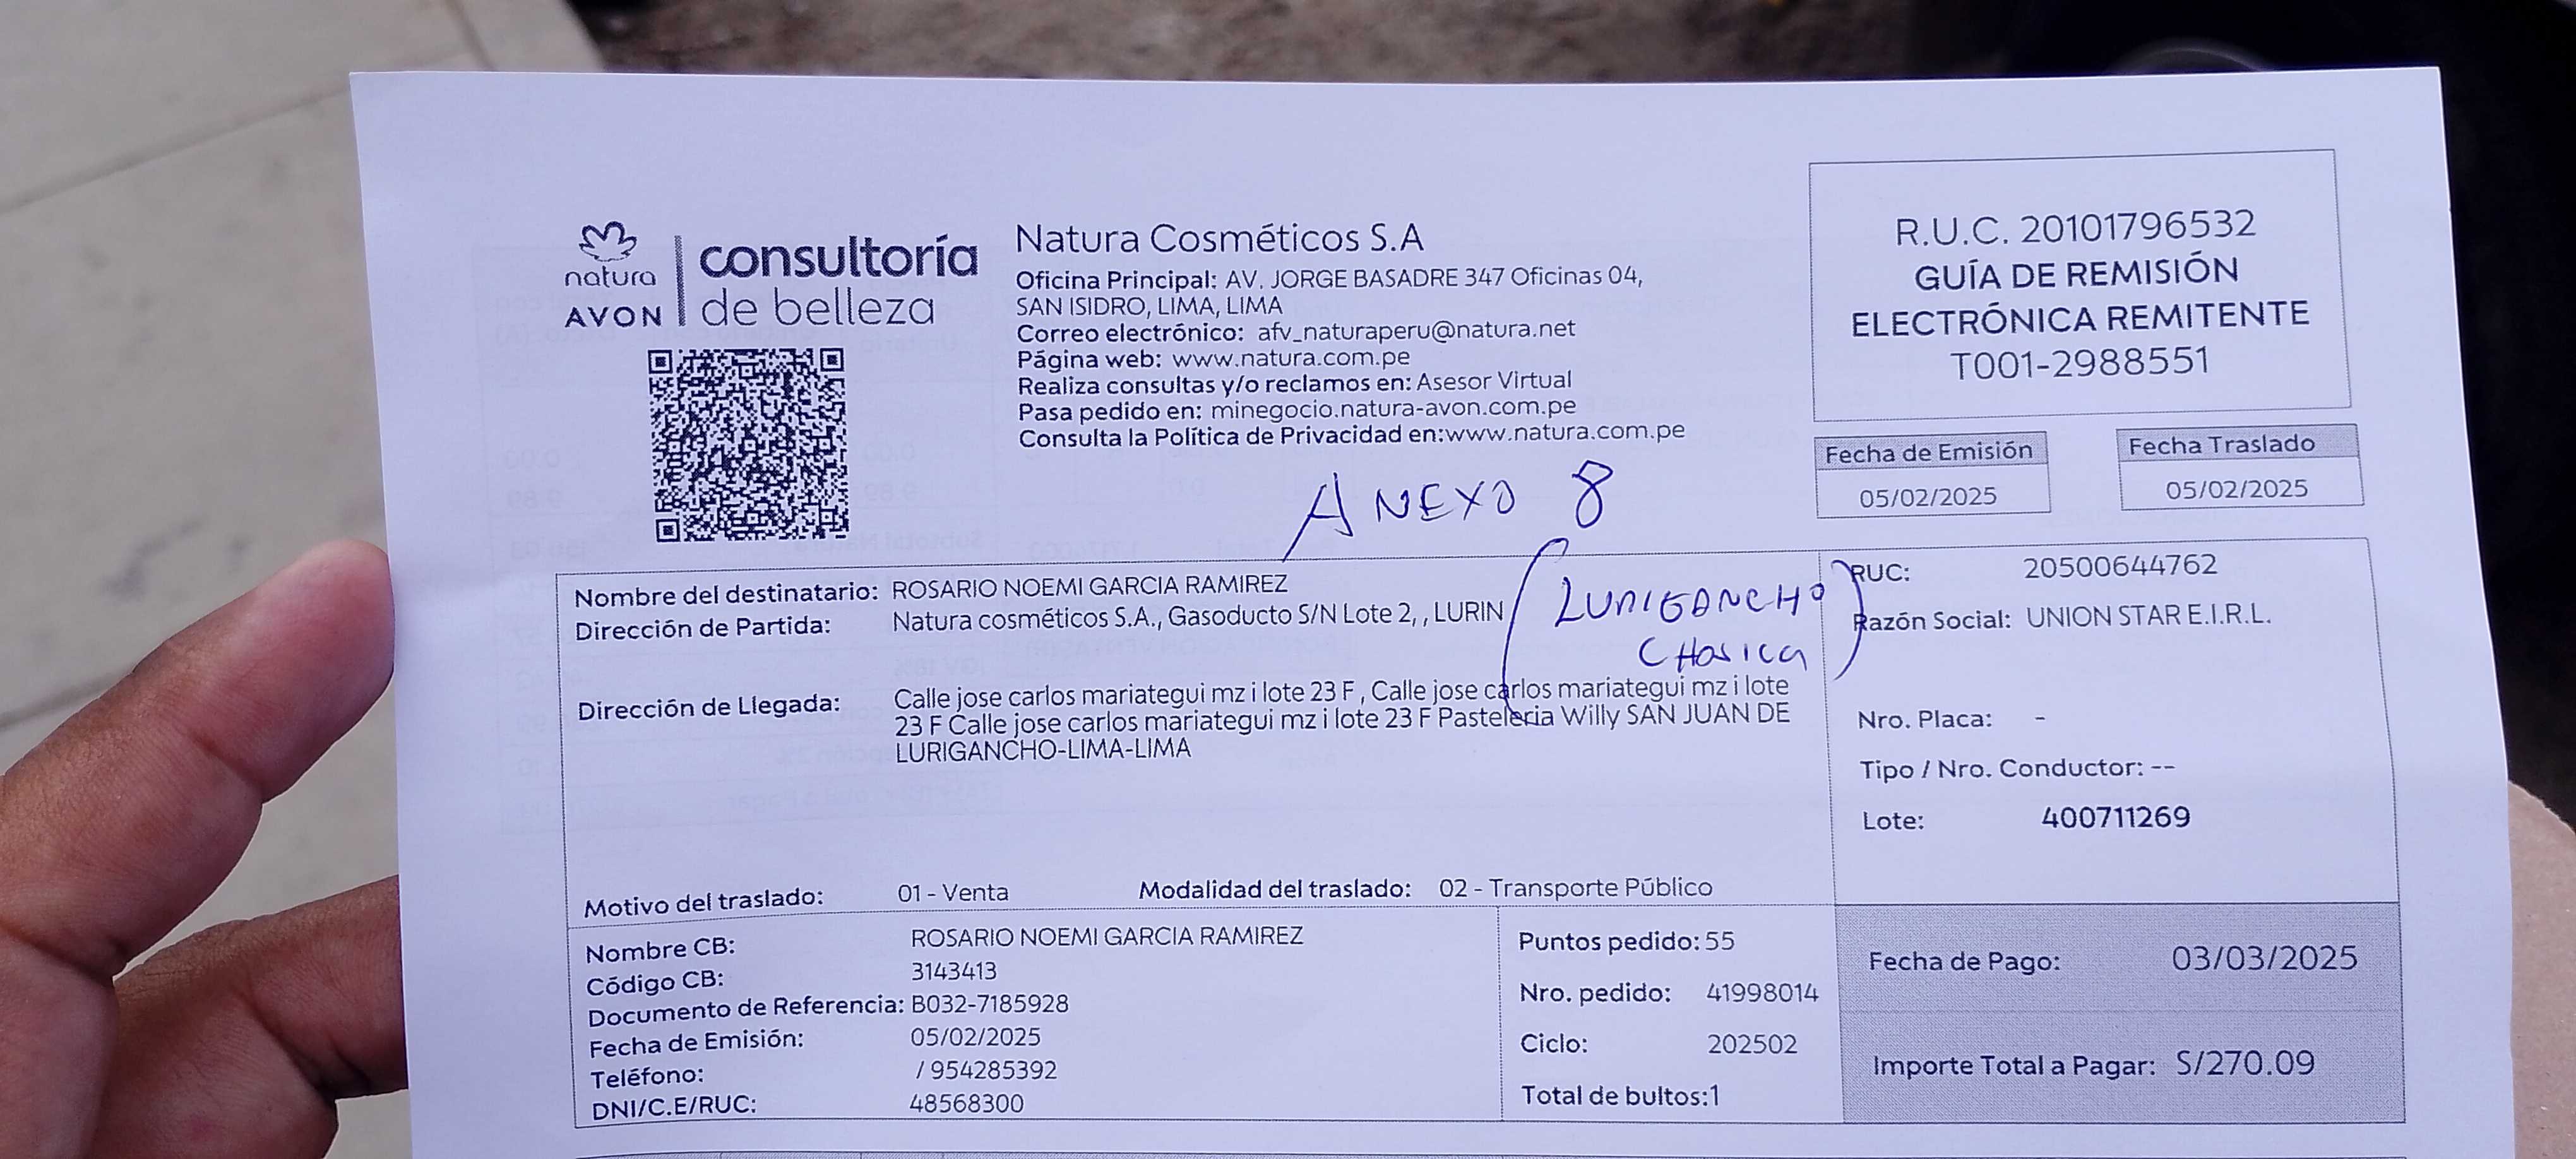 natura
AVON
consultoría
de belleza
Natura Cosméticos S.A
Oficina Principal: AV. JORGE BASADRE 347 Oficinas 04,
SAN ISIDRO, LIMA, LIMA
Correo electrónico: afv_naturaperu@natura.net
Página web: www.natura.com.pe
Realiza consultas y/o reclamos en: Asesor Virtual
Pasa pedido en: minegocio.natura-avon.com.pe
Consulta la Política de Privacidad en:www.natura.com.pe
R.U.C. 20101796532
GUÍA DE REMISIÓN
ELECTRÓNICA REMITENTE
T001-2988551
Fecha de Emisión
05/02/2025
Fecha Traslado
05/02/2025
ANEXO 8
(LURIGANCHO
CHOSICA)
Nombre del destinatario: ROSARIO NOEMI GARCIA RAMIREZ
Dirección de Partida: Natura cosméticos S.A., Gasoducto S/N Lote 2, , LURIN
Dirección de Llegada: Calle jose carlos mariategui mz i lote 23 F , Calle jose carlos mariategui mz i lote
23 F Calle jose carlos mariategui mz i lote 23 F Pasteleria Willy SAN JUAN DE
LURIGANCHO-LIMA-LIMA
Motivo del traslado: 01 - Venta Modalidad del traslado: 02 - Transporte Público
RUC: 20500644762
Razón Social: UNION STAR E.I.R.L.
Nro. Placa: -
Tipo / Nro. Conductor: --
Lote: 400711269
Nombre CB: ROSARIO NOEMI GARCIA RAMIREZ
Código CB: 3143413
Documento de Referencia: B032-7185928
Fecha de Emisión: 05/02/2025
Teléfono: / 954285392
DNI/C.E/RUC: 48568300
Puntos pedido: 55
Nro. pedido: 41998014
Ciclo: 202502
Total de bultos:1
Fecha de Pago: 03/03/2025
Importe Total a Pagar: S/270.09